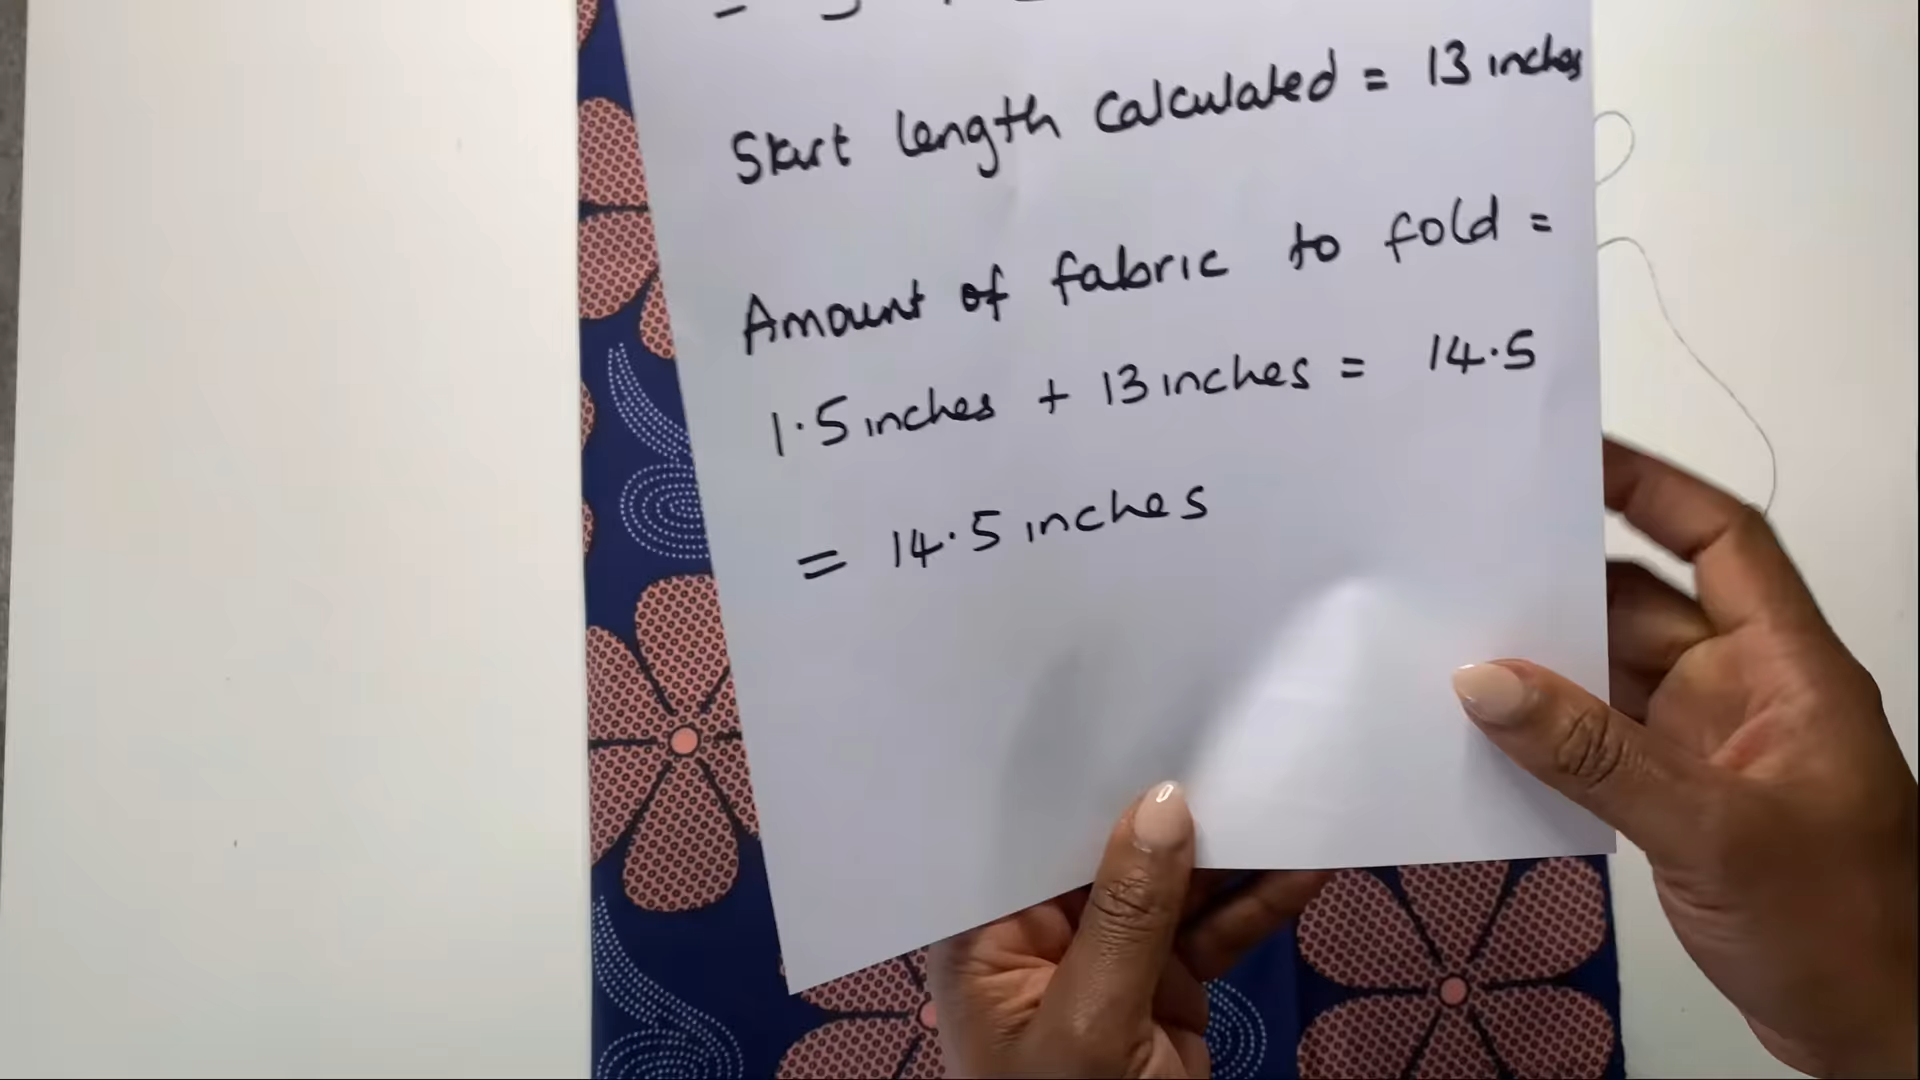 Skirt length calculated = 13 inches
Amount of fabric to fold =
1.5 inches + 13 inches = 14.5
= 14.5 inches